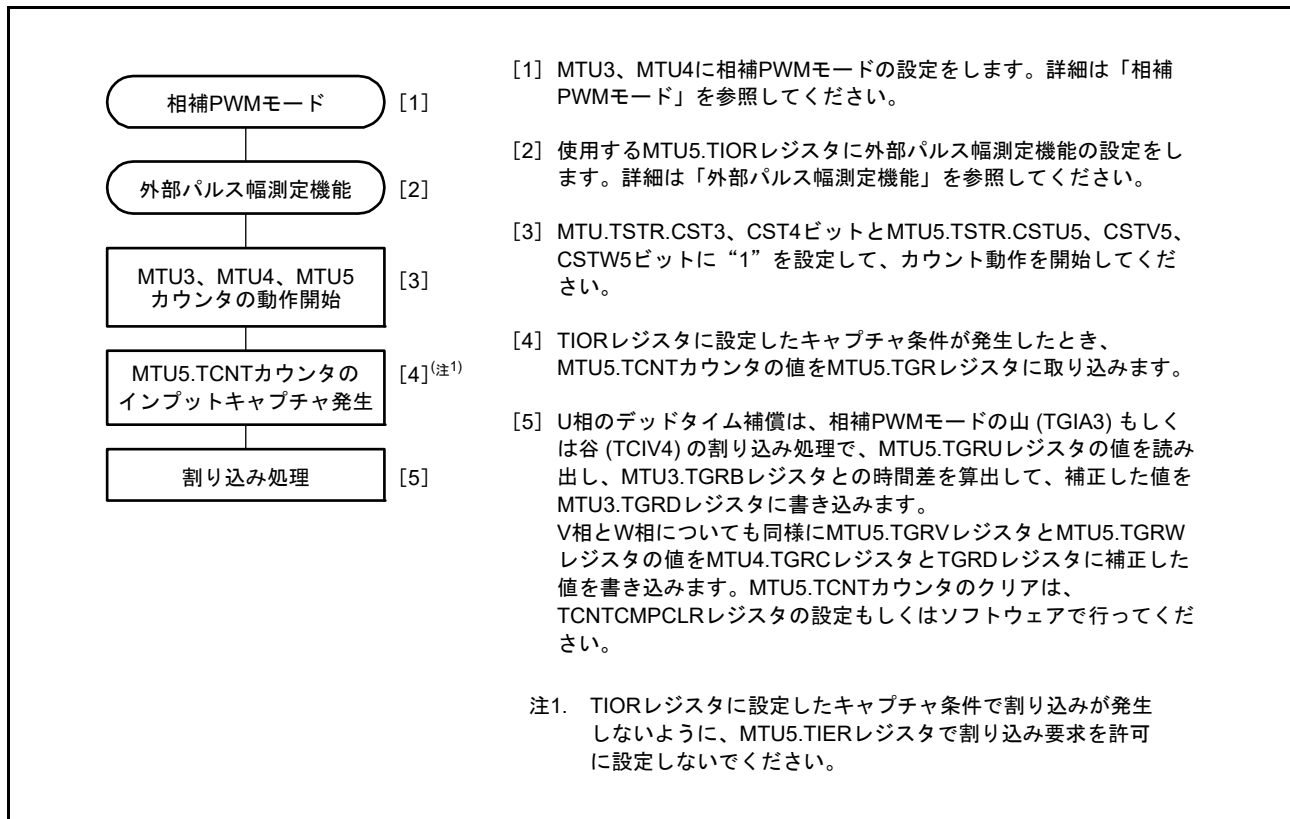 相補PWMモード [1]
外部パルス幅測定機能 [2]
MTU3、MTU4、MTU5
カウンタの動作開始 [3]
MTU5.TCNTカウンタの
インプットキャプチャ発生 [4](注1)
割り込み処理 [5]
[1] MTU3、MTU4に相補PWMモードの設定をします。詳細は「相補
PWMモード」を参照してください。
[2] 使用するMTU5.TIORレジスタに外部パルス幅測定機能の設定をし
ます。詳細は「外部パルス幅測定機能」を参照してください。
[3] MTU.TSTR.CST3、CST4ビットとMTU5.TSTR.CSTU5、CSTV5、
CSTW5ビットに“1”を設定して、カウント動作を開始してくだ
さい。
[4] TIORレジスタに設定したキャプチャ条件が発生したとき、
MTU5.TCNTカウンタの値をMTU5.TGRレジスタに取り込みます。
[5] U相のデッドタイム補償は、相補PWMモードの山 (TGIA3) もしく
は谷 (TCIV4) の割り込み処理で、MTU5.TGRUレジスタの値を読み
出し、MTU3.TGRBレジスタとの時間差を算出して、補正した値を
MTU3.TGRDレジスタに書き込みます。
V相とW相についても同様にMTU5.TGRVレジスタとMTU5.TGRW
レジスタの値をMTU4.TGRCレジスタとTGRDレジスタに補正した
値を書き込みます。MTU5.TCNTカウンタのクリアは、
TCNTCMPCLRレジスタの設定もしくはソフトウェアで行ってくだ
さい。
注1. TIORレジスタに設定したキャプチャ条件で割り込みが発生
しないように、MTU5.TIERレジスタで割り込み要求を許可
に設定しないでください。